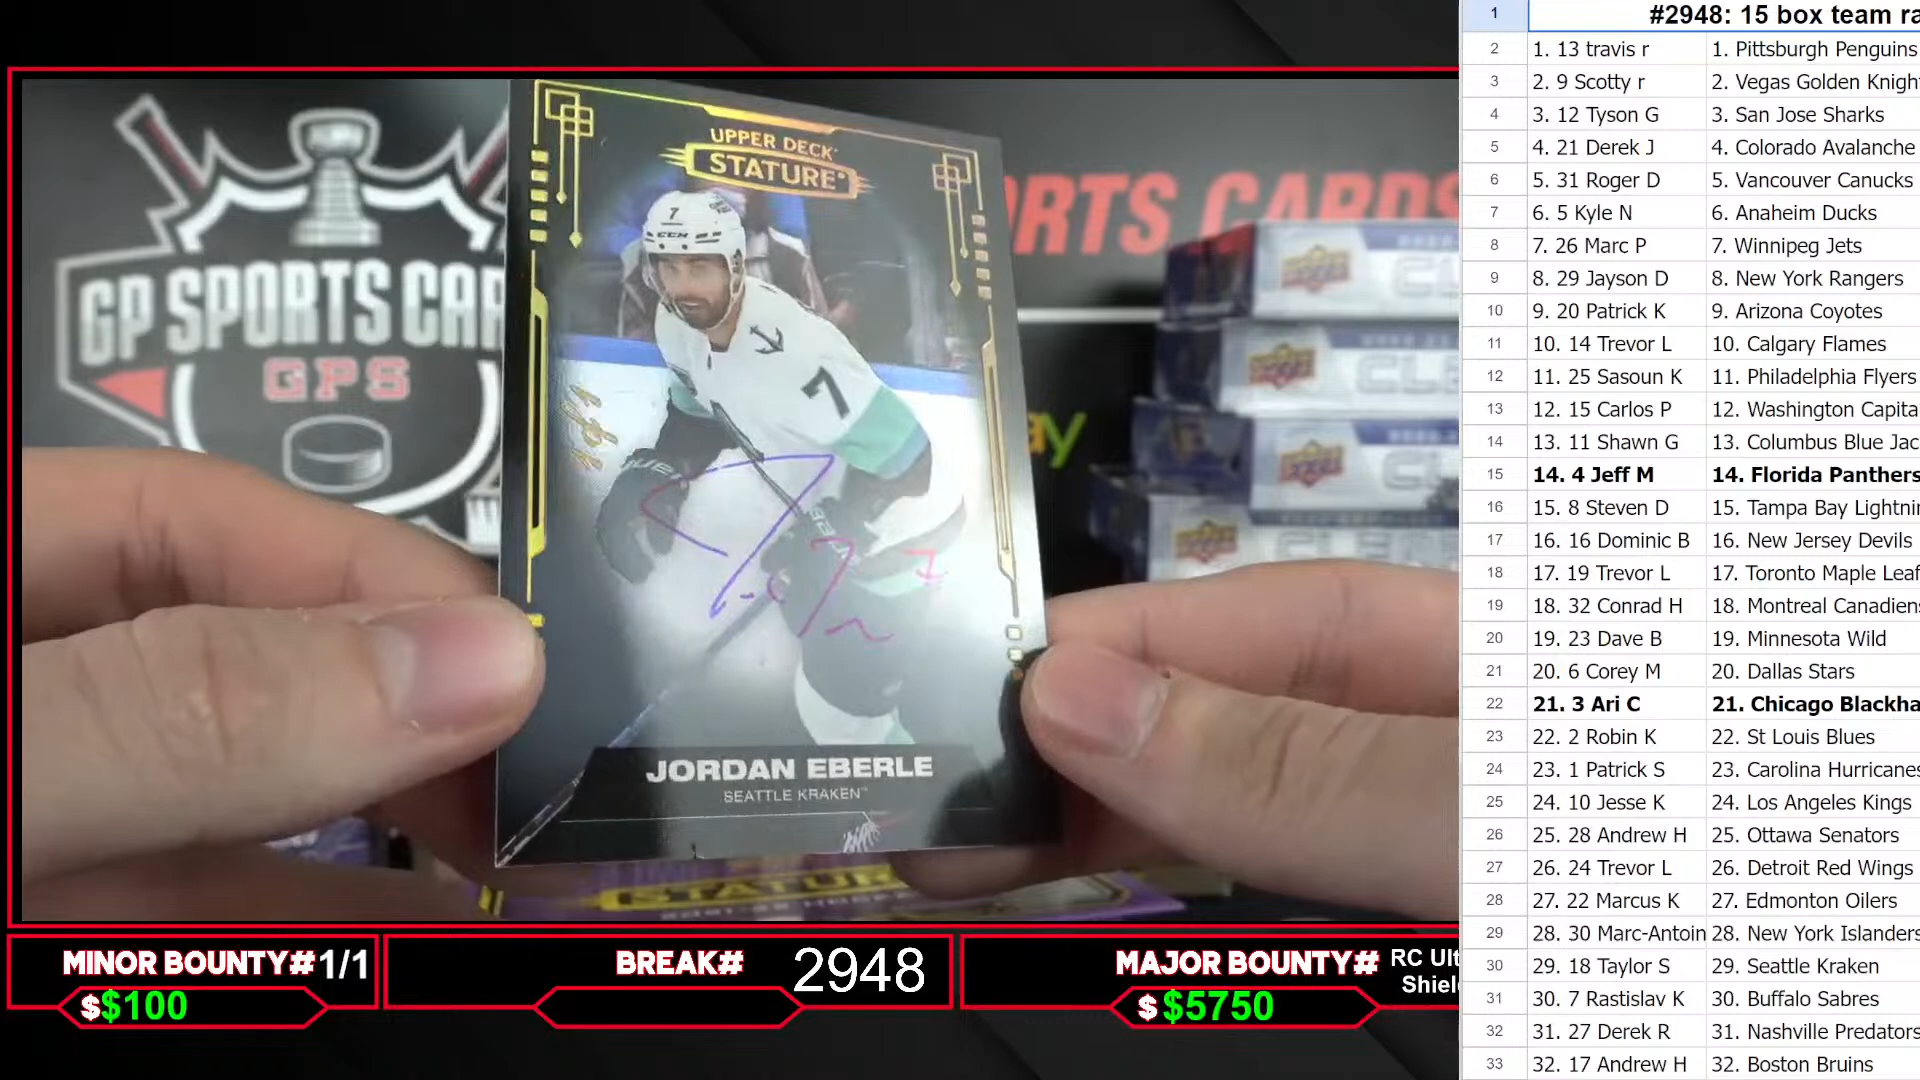 1 #2948: 15 box team ra
2 1. 13 travis r 1. Pittsburgh Penguins
3 2. 9 Scotty r 2. Vegas Golden Knigh
4 3. 12 Tyson G 3. San Jose Sharks
5 4. 21 Derek J 4. Colorado Avalanche
6 5. 31 Roger D 5. Vancouver Canucks
7 6. 5 Kyle N 6. Anaheim Ducks
8 7. 26 Marc P 7. Winnipeg Jets
9 8. 29 Jayson D 8. New York Rangers
10 9. 20 Patrick K 9. Arizona Coyotes
11 10. 14 Trevor L 10. Calgary Flames
12 11. 25 Sasoun K 11. Philadelphia Flyers
13 12. 15 Carlos P 12. Washington Capita
14 13. 11 Shawn G 13. Columbus Blue Jac
15 14. 4 Jeff M 14. Florida Panthers
16 15. 8 Steven D 15. Tampa Bay Lightnin
17 16. 16 Dominic B 16. New Jersey Devils
18 17. 19 Trevor L 17. Toronto Maple Leaf
19 18. 32 Conrad H 18. Montreal Canadiens
20 19. 23 Dave B 19. Minnesota Wild
21 20. 6 Corey M 20. Dallas Stars
22 21. 3 Ari C 21. Chicago Blackha
23 22. 2 Robin K 22. St Louis Blues
24 23. 1 Patrick S 23. Carolina Hurricanes
25 24. 10 Jesse K 24. Los Angeles Kings
26 25. 28 Andrew H 25. Ottawa Senators
27 26. 24 Trevor L 26. Detroit Red Wings
28 27. 22 Marcus K 27. Edmonton Oilers
29 28. 30 Marc-Antoin 28. New York Islanders
30 29. 18 Taylor S 29. Seattle Kraken
31 30. 7 Rastislav K 30. Buffalo Sabres
32 31. 27 Derek R 31. Nashville Predators
33 32. 17 Andrew H 32. Boston Bruins
GP SPORTS CAR
GPS
RTS CARDS
ay
UPPER DECK
STATURE
7
CCM
7
7
JORDAN EBERLE
SEATTLE KRAKEN
STATUR
MINOR BOUNTY# 1/1
$$100
BREAK# 2948
MAJOR BOUNTY# RC Ult
Shiel
$ $5750